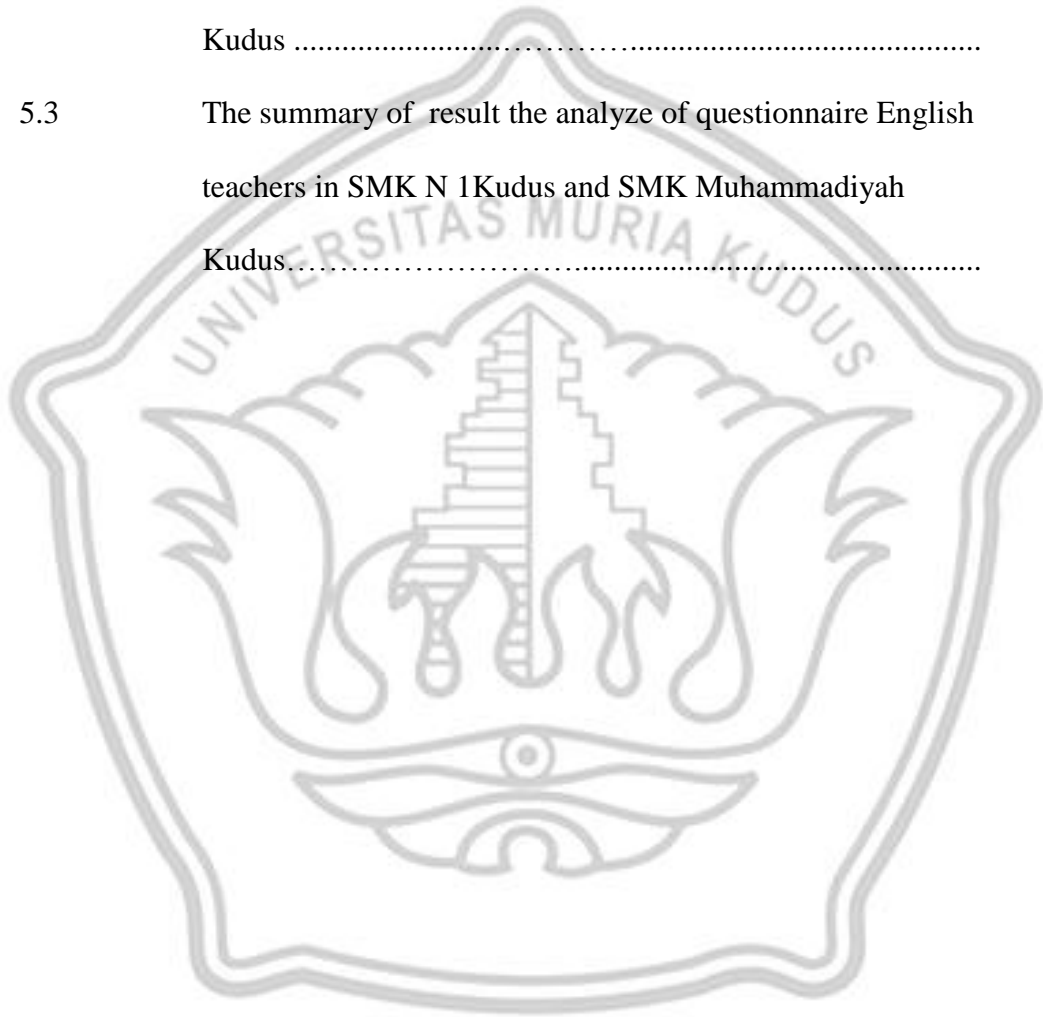 Kudus ..........................…………............................................
5.3 The summary of  result the analyze of questionnaire English
teachers in SMK N 1Kudus and SMK Muhammadiyah
Kudus………………………..................................................
UNIVERSITAS MURIA KUDUS